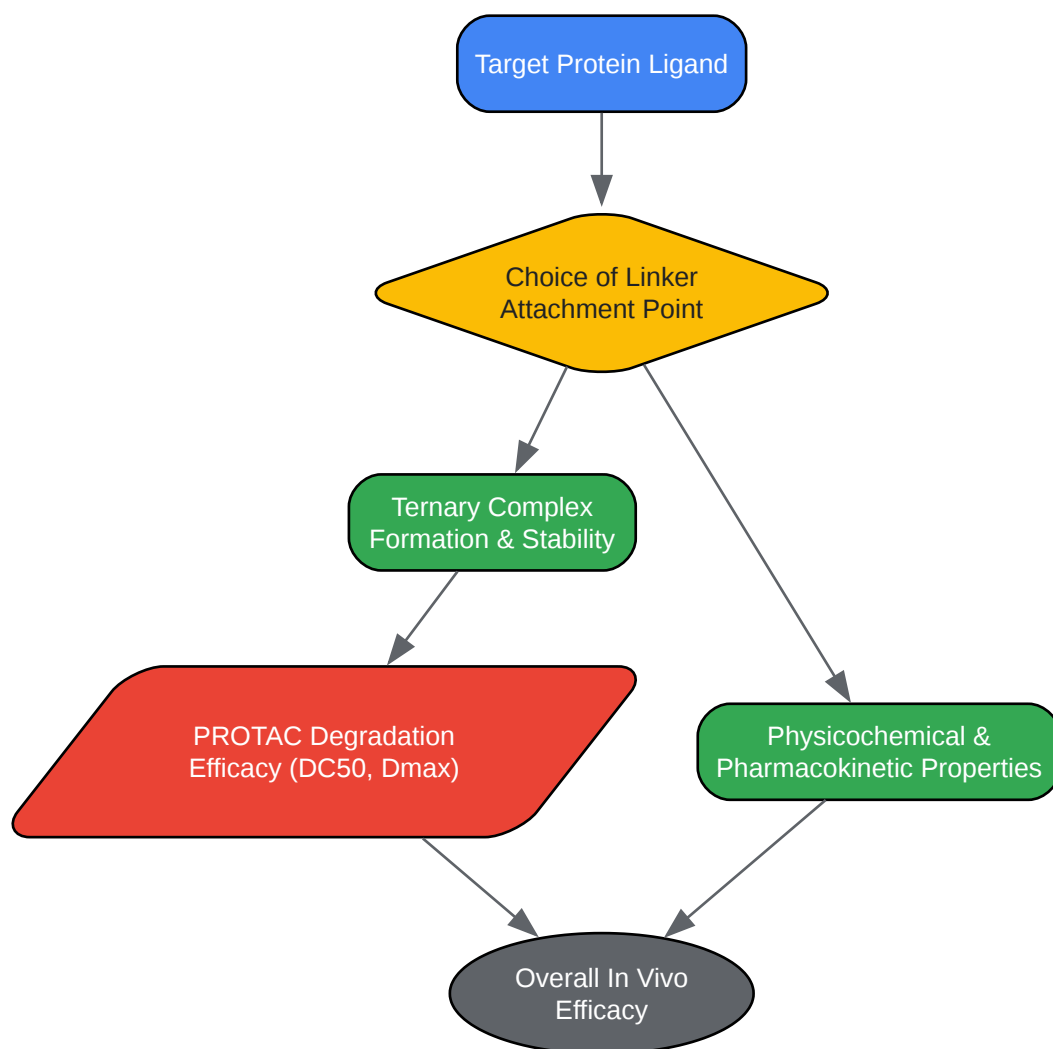 Target Protein Ligand
Choice of Linker
Attachment Point
Ternary Complex
Formation & Stability
PROTAC Degradation
Efficacy (DC50, Dmax)
Physicochemical &
Pharmacokinetic Properties
Overall In Vivo
Efficacy